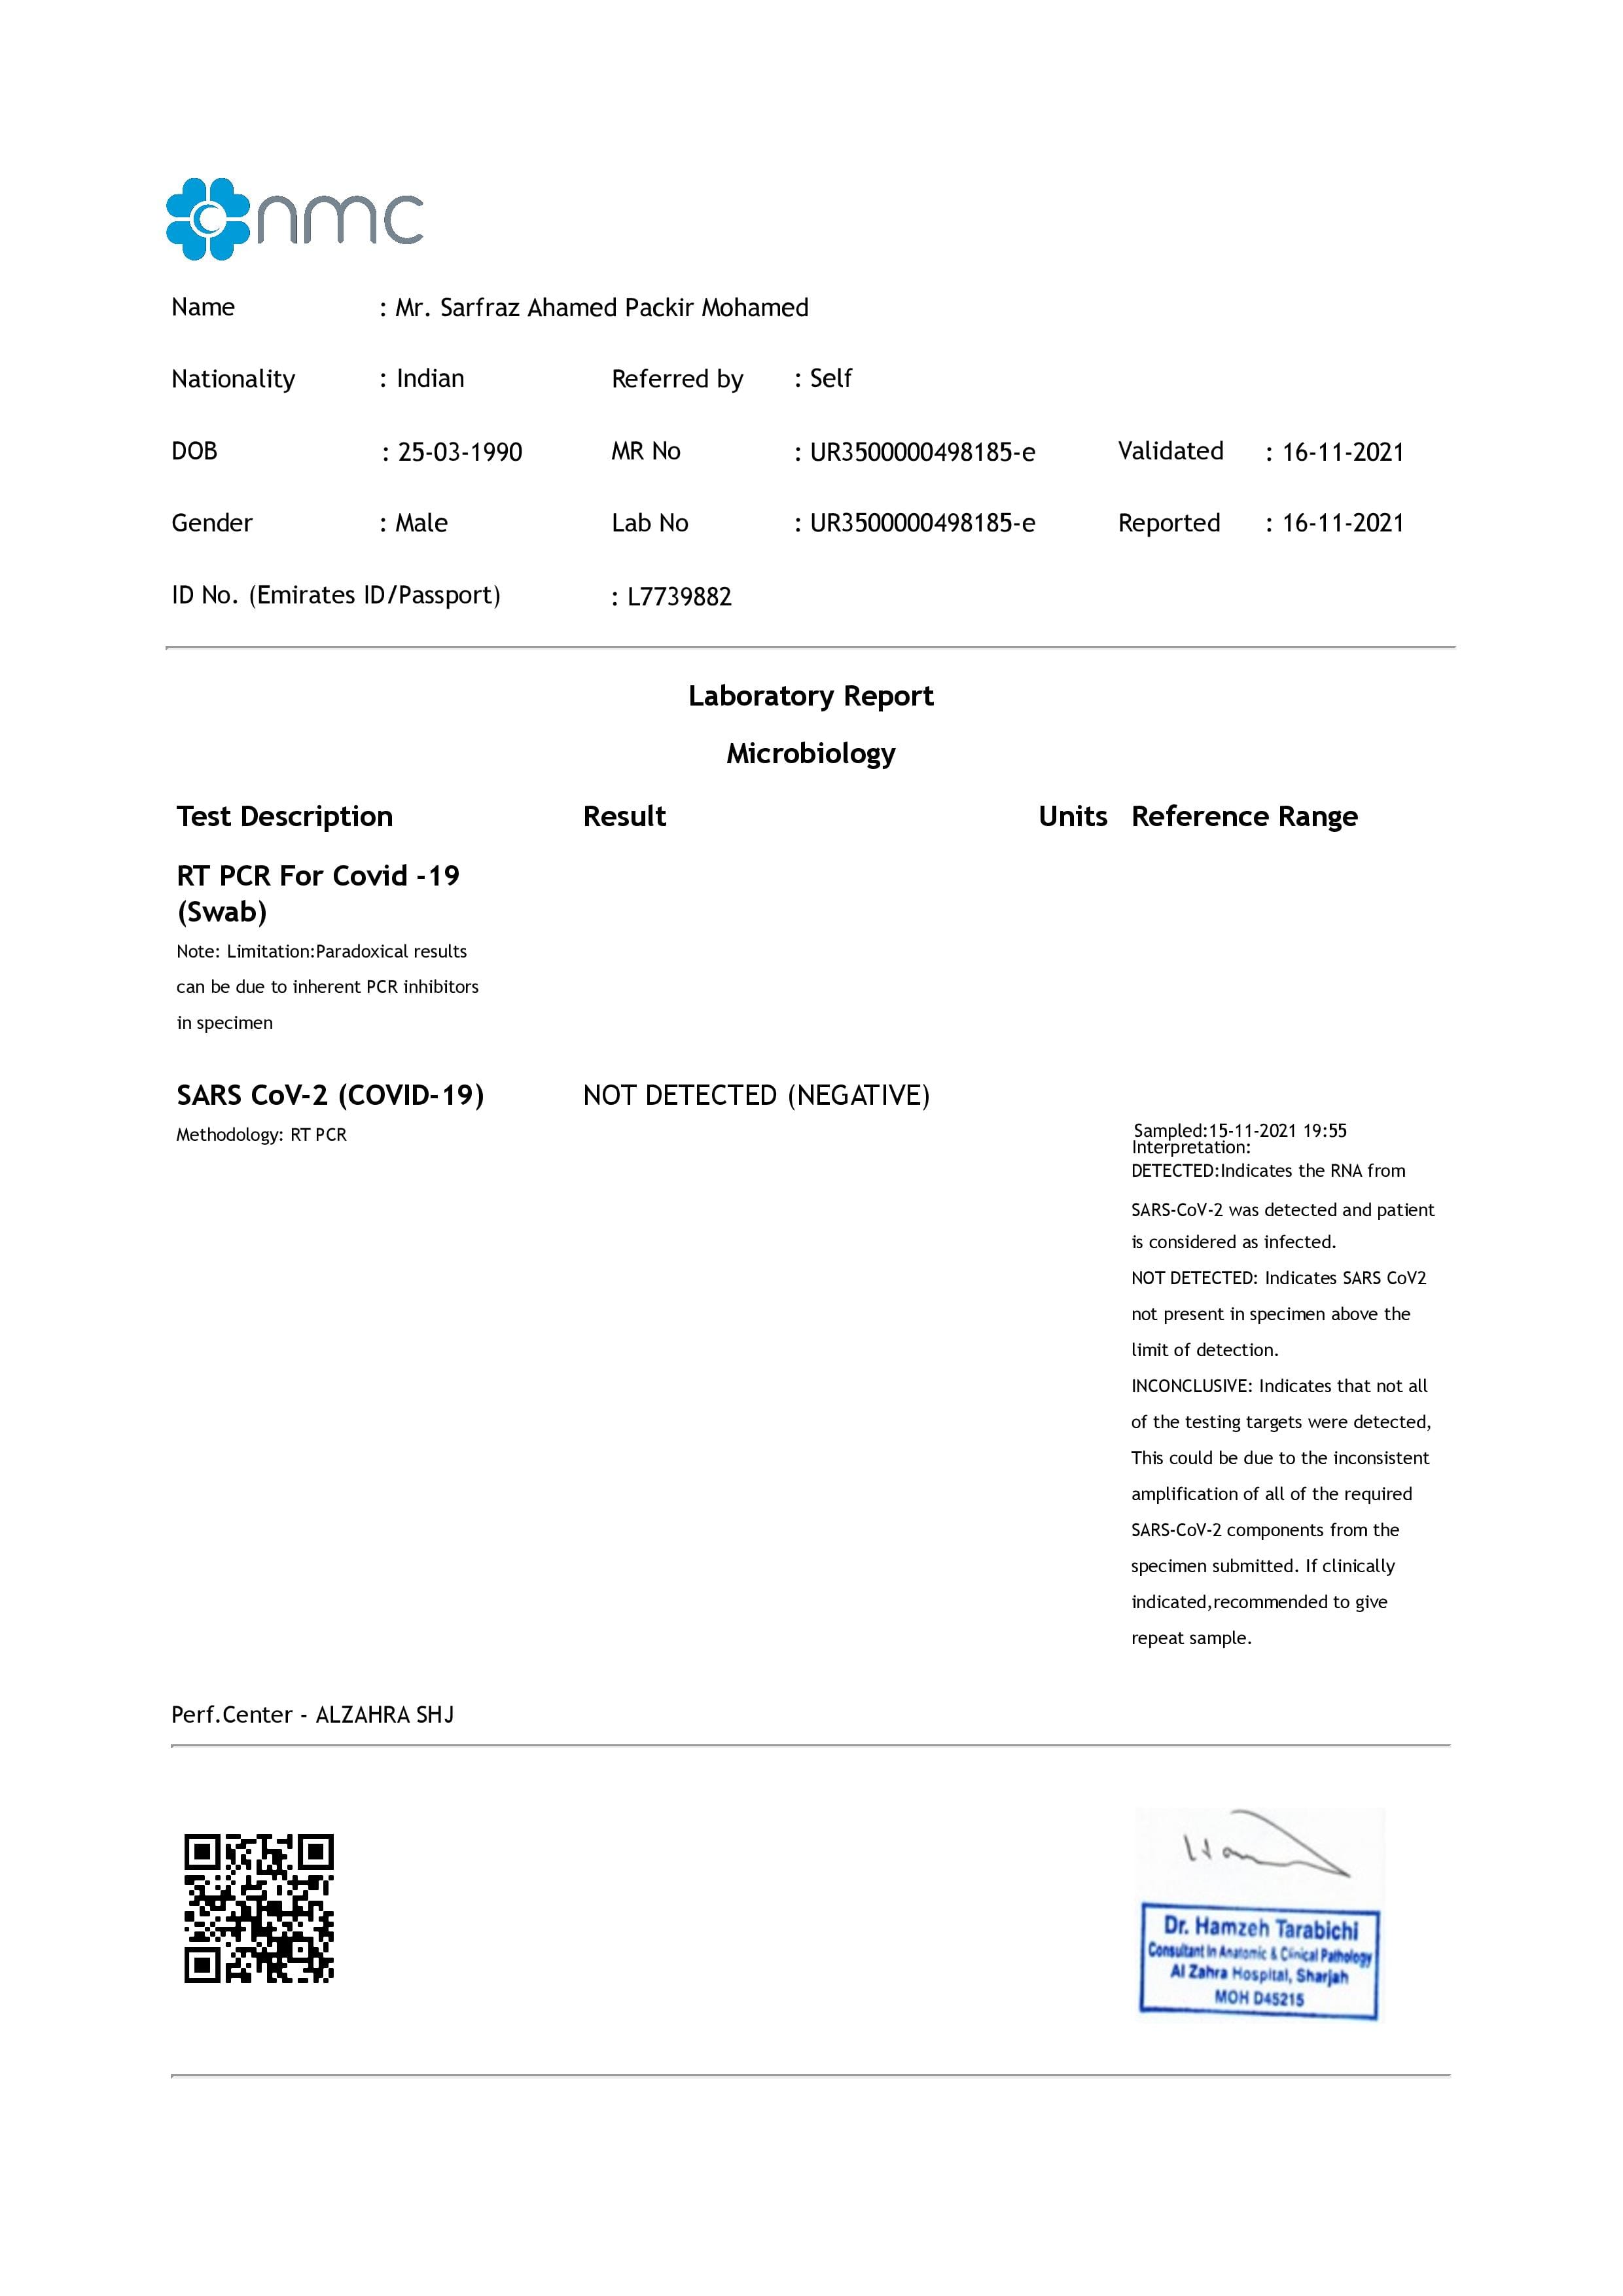 nmc
Name : Mr. Sarfraz Ahamed Packir Mohamed
Nationality : Indian Referred by : Self
DOB : 25-03-1990 MR No : UR3500000498185-e Validated : 16-11-2021
Gender : Male Lab No : UR3500000498185-e Reported : 16-11-2021
ID No. (Emirates ID/Passport) : L7739882
Laboratory Report
Microbiology
Test Description Result Units Reference Range
RT PCR For Covid -19
(Swab)
Note: Limitation:Paradoxical results
can be due to inherent PCR inhibitors
in specimen
SARS CoV-2 (COVID-19) NOT DETECTED (NEGATIVE)
Methodology: RT PCR
Sampled:15-11-2021 19:55
Interpretation:
DETECTED:Indicates the RNA from
SARS-CoV-2 was detected and patient
is considered as infected.
NOT DETECTED: Indicates SARS CoV2
not present in specimen above the
limit of detection.
INCONCLUSIVE: Indicates that not all
of the testing targets were detected,
This could be due to the inconsistent
amplification of all of the required
SARS-CoV-2 components from the
specimen submitted. If clinically
indicated,recommended to give
repeat sample.
Perf.Center - ALZAHRA SHJ
Dr. Hamzeh Tarabichi
Consultant In Anatomic & Clinical Pathology
Al Zahra Hospital, Sharjah
MOH D45215